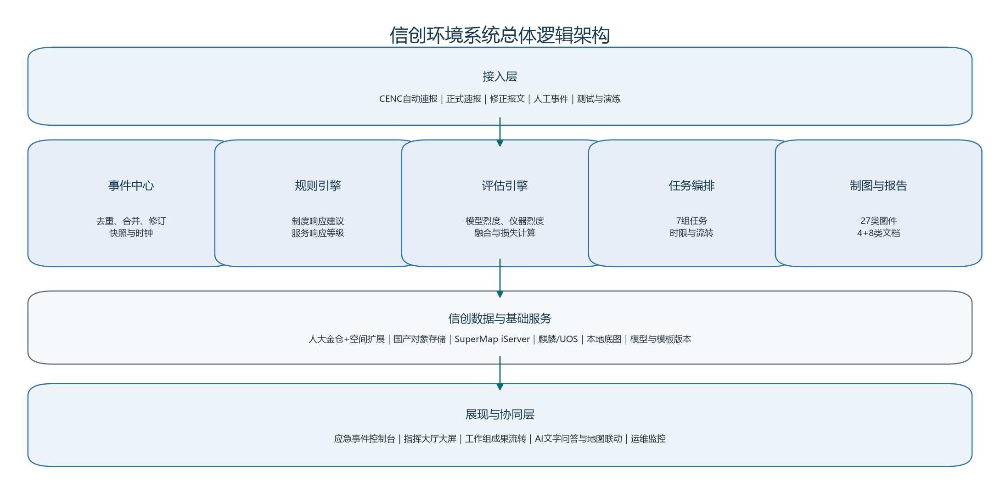 信创环境系统总体逻辑架构
接入层
CENC自动速报 | 正式速报 | 修正报文 | 人工事件 | 测试与演练
事件中心
去重、合并、修订
快照与时钟
规则引擎
制度响应建议
服务响应等级
评估引擎
模型烈度、仪器烈度
融合与损失计算
任务编排
7组任务
时限与流转
制图与报告
27类图件
4+8类文档
信创数据与基础服务
人大金仓+空间扩展 | 国产对象存储 | SuperMap iServer | 麒麟/UOS | 本地底图 | 模型与模板版本
展现与协同层
应急事件控制台 | 指挥大厅大屏 | 工作组成果流转 | AI文字问答与地图联动 | 运维监控